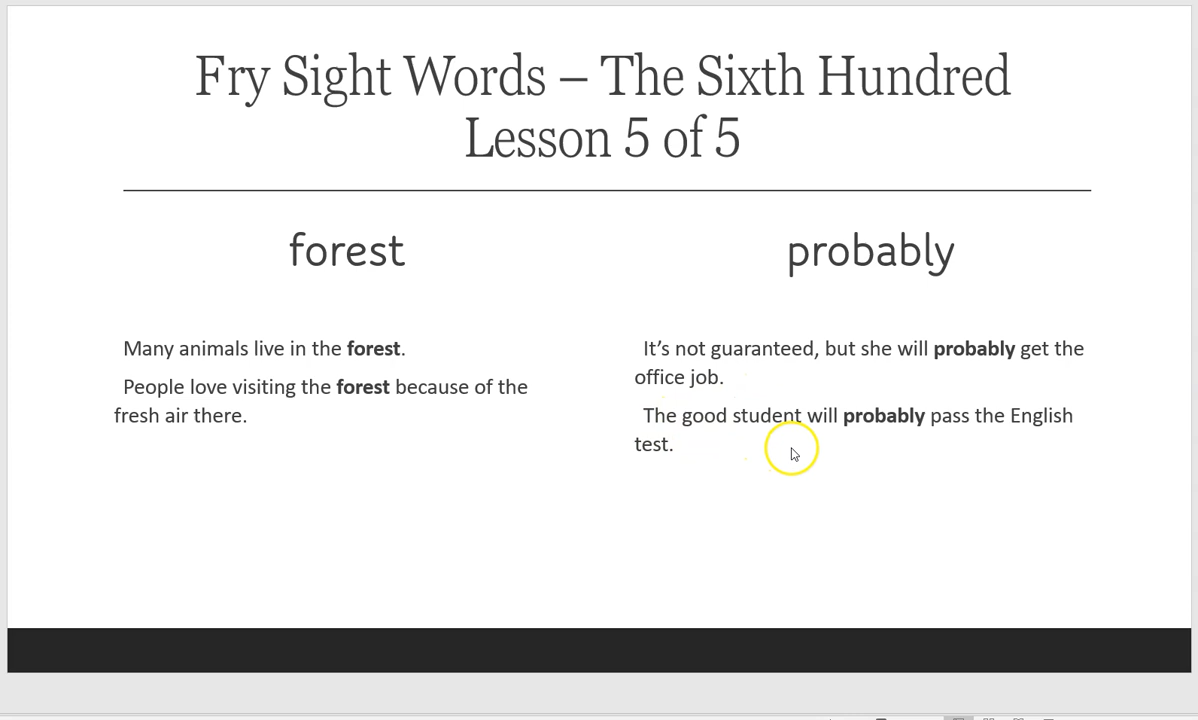 Fry Sight Words – The Sixth Hundred
Lesson 5 of 5
forest
Many animals live in the forest.
People love visiting the forest because of the
fresh air there.
probably
It’s not guaranteed, but she will probably get the
office job.
The good student will probably pass the English
test.